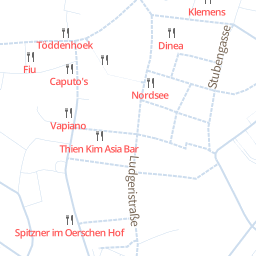 Klemens
Toddenhoek
Dinea
Fiu
Caputo's
Nordsee
Stubengasse
Vapiano
Thien Kim Asia Bar
Ludgeristraße
Spitzner im Oerschen Hof